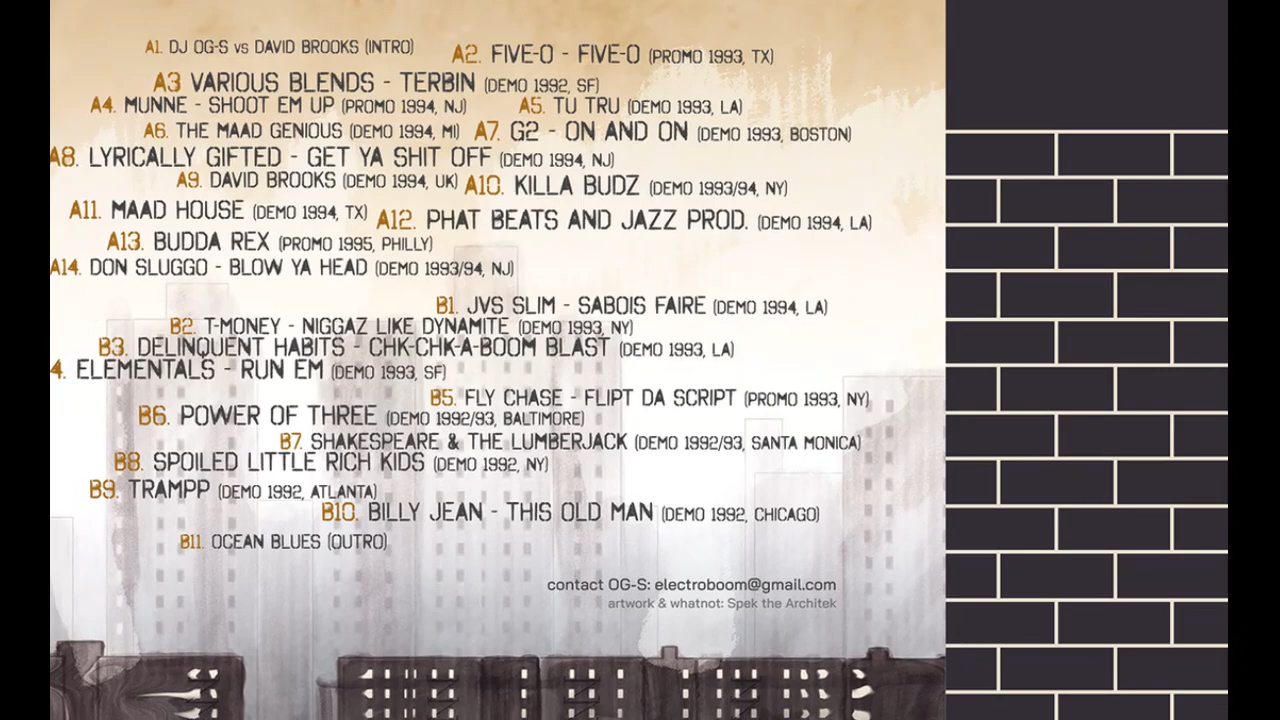 A1. DJ OG-S vs DAVID BROOKS (INTRO)
A2. FIVE-O - FIVE-O (PROMO 1993, TX)
A3 VARIOUS BLENDS - TERBIN (DEMO 1992, SF)
A4. MUNNE - SHOOT EM UP (PROMO 1994, NJ)
A5. TU TRU (DEMO 1993, LA)
A6. THE MAAD GENIOUS (DEMO 1994, MI)
A7. G2 - ON AND ON (DEMO 1993, BOSTON)
A8. LYRICALLY GIFTED - GET YA SHIT OFF (DEMO 1994, NJ)
A9. DAVID BROOKS (DEMO 1994, UK)
A10. KILLA BUDZ (DEMO 1993/94, NY)
A11. MAAD HOUSE (DEMO 1994, TX)
A12. PHAT BEATS AND JAZZ PROD. (DEMO 1994, LA)
A13. BUDDA REX (PROMO 1995, PHILLY)
A14. DON SLUGGO - BLOW YA HEAD (DEMO 1993/94, NJ)
B1. JVS SLIM - SABOIS FAIRE (DEMO 1994, LA)
B2. T-MONEY - NIGGAZ LIKE DYNAMITE (DEMO 1993, NY)
B3. DELINQUENT HABITS - CHK-CHK-A-BOOM BLAST (DEMO 1993, LA)
4. ELEMENTALS - RUN EM (DEMO 1993, SF)
B5. FLY CHASE - FLIPT DA SCRIPT (PROMO 1993, NY)
B6. POWER OF THREE (DEMO 1992/93, BALTIMORE)
B7. SHAKESPEARE & THE LUMBERJACK (DEMO 1992/93, SANTA MONICA)
B8. SPOILED LITTLE RICH KIDS (DEMO 1992, NY)
B9. TRAMPP (DEMO 1992, ATLANTA)
B10. BILLY JEAN - THIS OLD MAN (DEMO 1992, CHICAGO)
B11. OCEAN BLUES (OUTRO)
contact OG-S: electroboom@gmail.com
artwork & whatnot: Spek the Architek